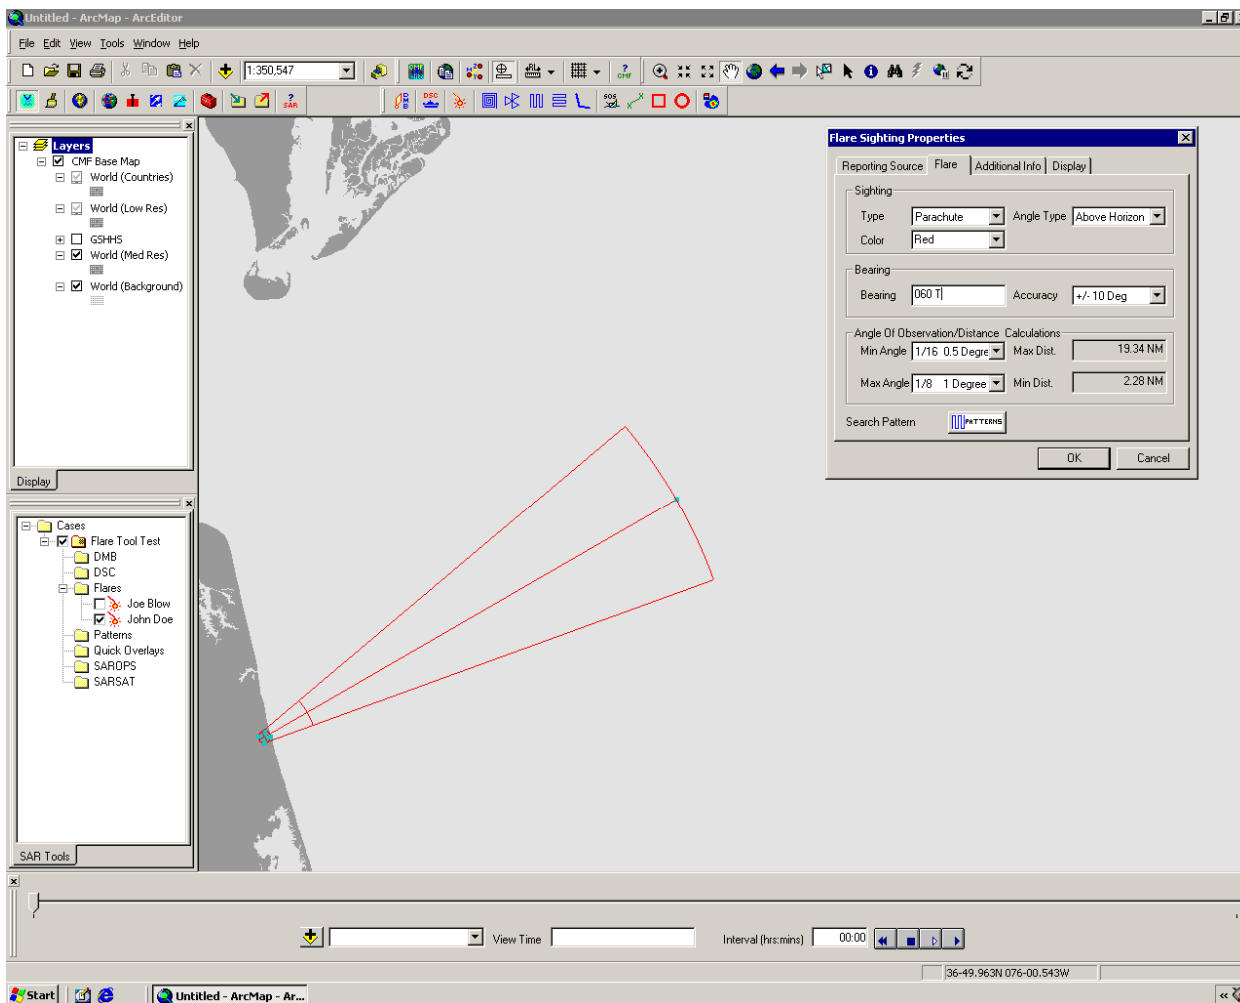 Untitled - ArcMap - ArcEditor
File Edit View Tools Window Help
1:350,547
? CMF
? SAR
DSC
SOS
Layers
CMF Base Map
World (Countries)
World (Low Res)
GSHHS
World (Med Res)
World (Background)
Display
Cases
Flare Tool Test
DMB
DSC
Flares
Joe Blow
John Doe
Patterns
Quick Overlays
SAROPS
SARSAT
SAR Tools
Flare Sighting Properties
Reporting Source Flare Additional Info Display
Sighting
Type Parachute Angle Type Above Horizon
Color Red
Bearing
Bearing 060 T Accuracy +/- 10 Deg
Angle Of Observation/Distance Calculations
Min Angle 1/16 0.5 Degre Max Dist. 19.34 NM
Max Angle 1/8 1 Degree Min Dist. 2.28 NM
Search Pattern PATTERNS
OK Cancel
View Time Interval (hrs:mins) 00:00
36-49.963N 076-00.543W
Start Untitled - ArcMap - Ar...